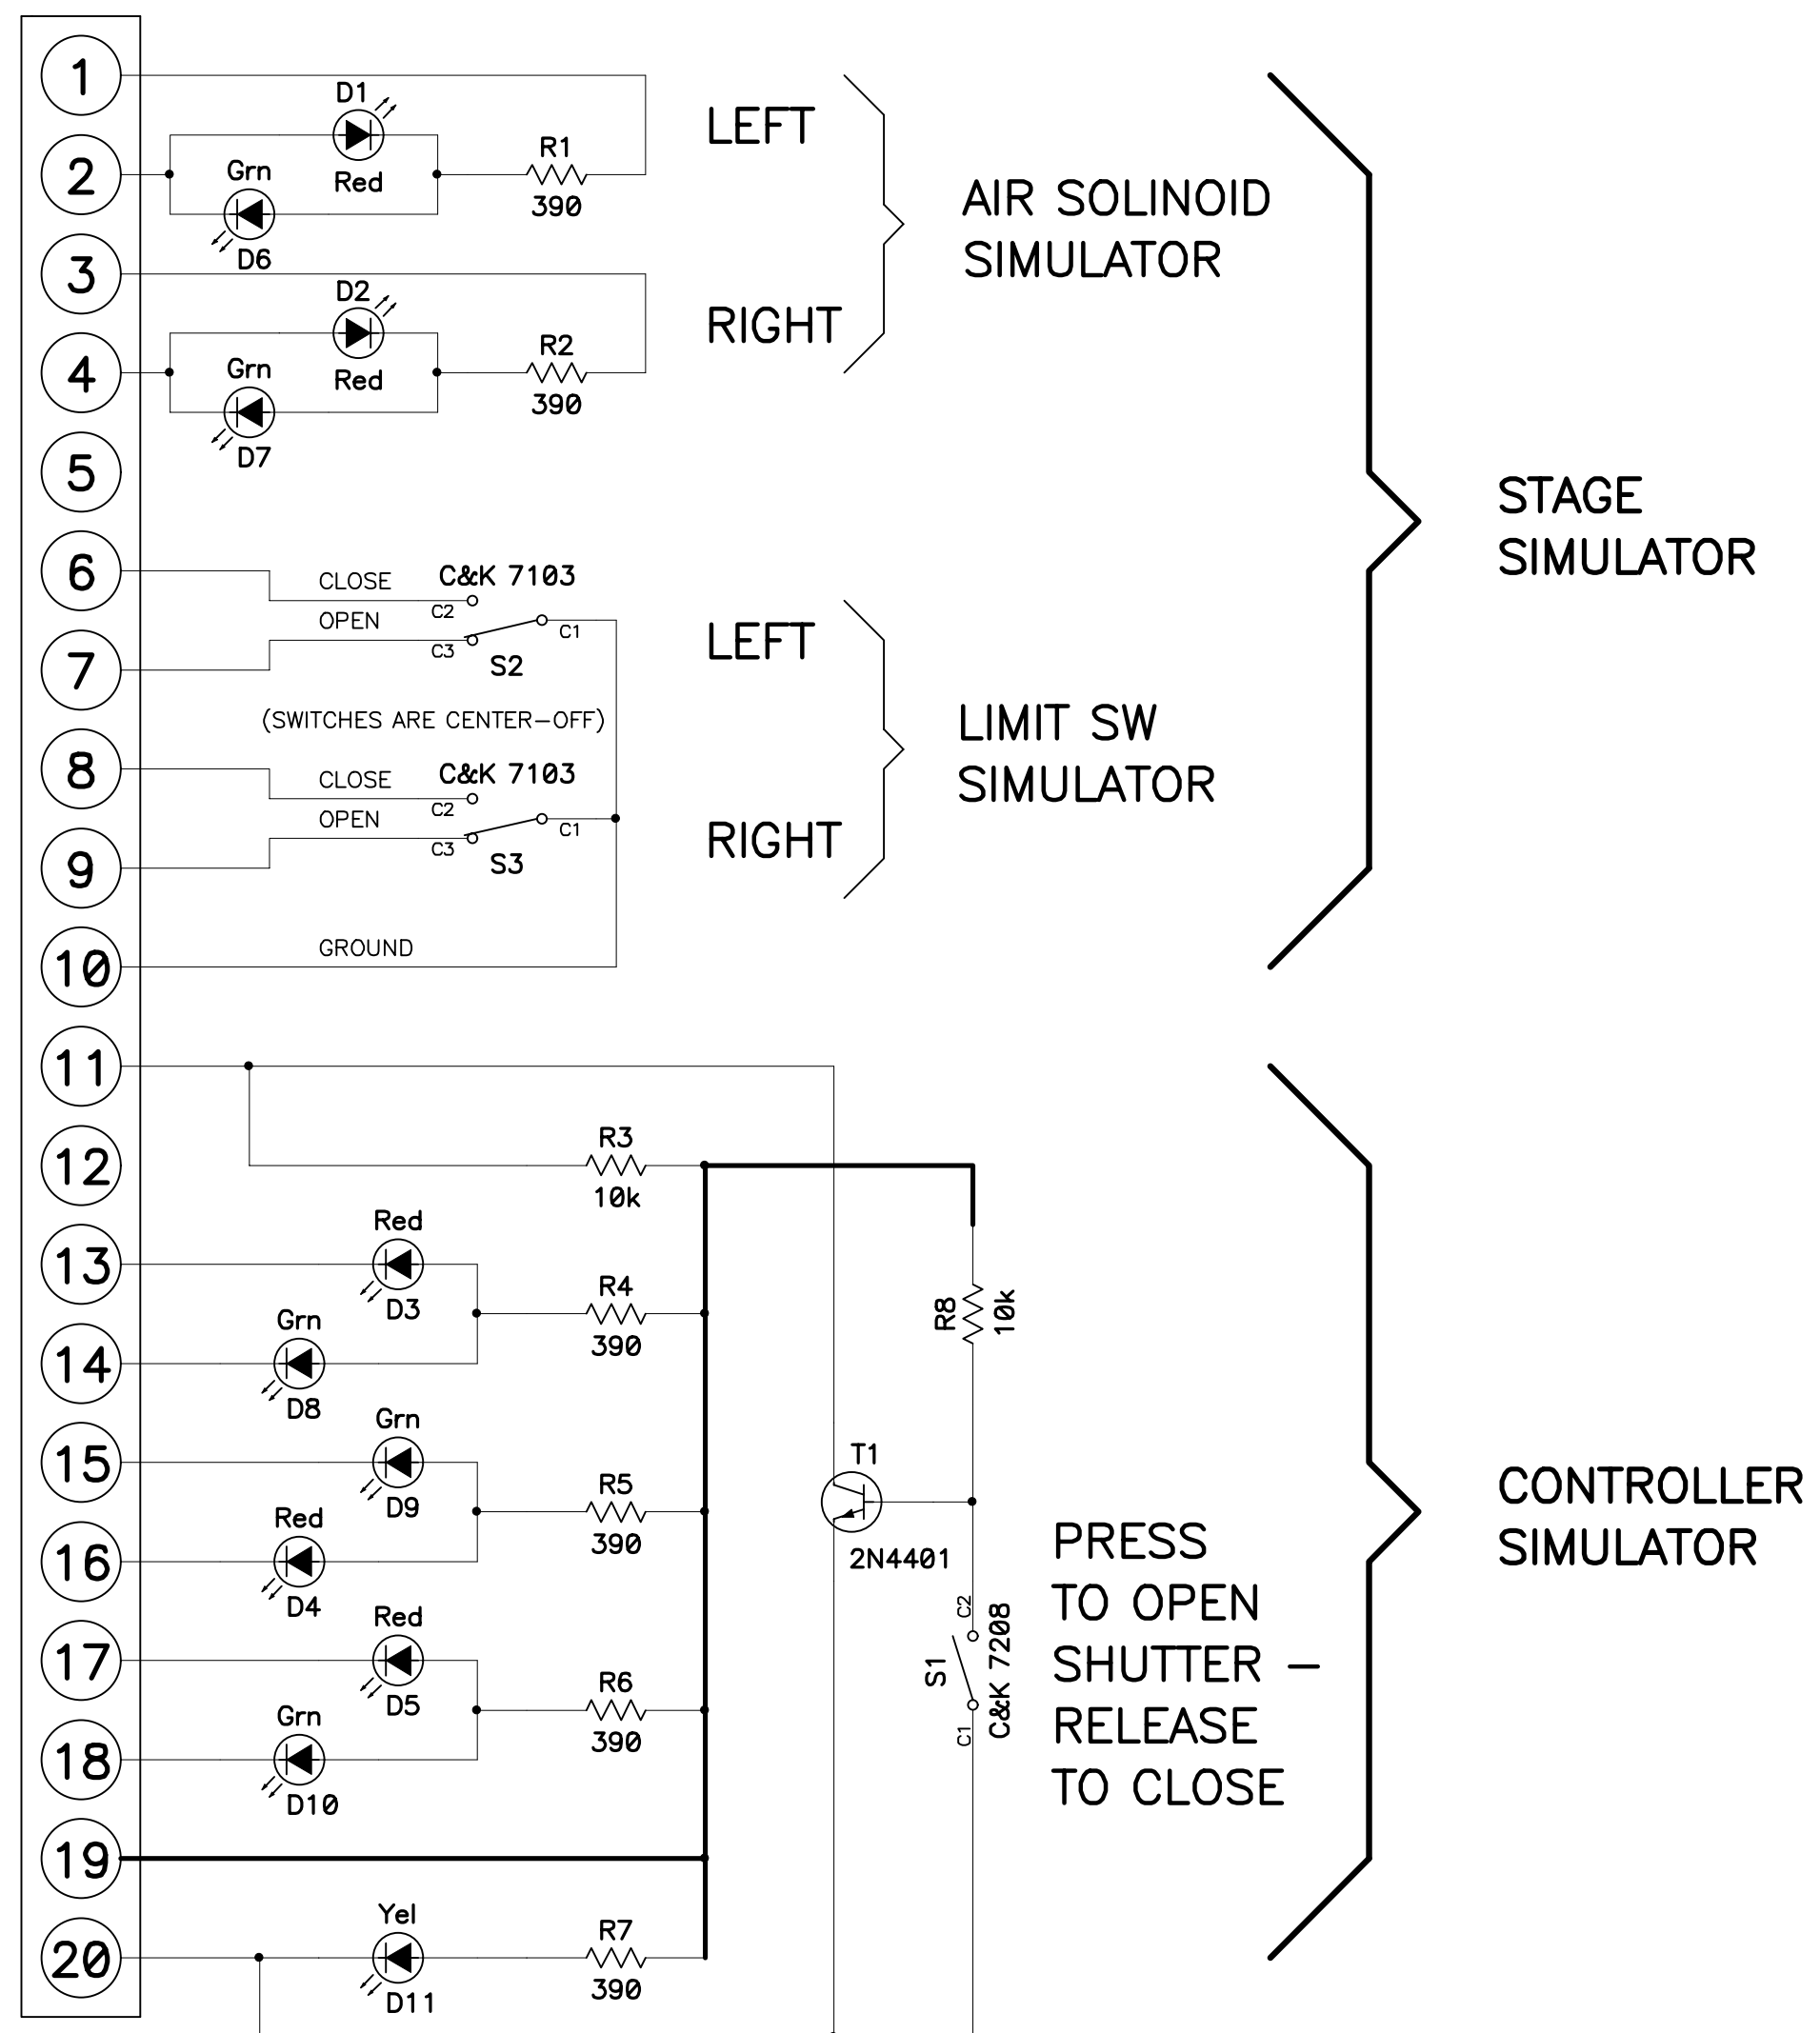 1
D1
LEFT
R1
2
Grn
Red
390
AIR SOLINOID
SIMULATOR
D6
3
D2
RIGHT
R2
4
Grn
Red
390
D7
5
STAGE
SIMULATOR
6
CLOSE
C&K 7103
C2
OPEN
C1
C3
S2
LEFT
7
(SWITCHES ARE CENTER-OFF)
LIMIT SW
SIMULATOR
8
CLOSE
C&K 7103
C2
OPEN
C1
C3
S3
RIGHT
9
GROUND
10
11
R3
12
10k
Red
13
D3
R4
390
R8
10k
Grn
14
D8
Grn
15
D9
R5
390
T1
2N4401
Red
16
D4
PRESS
TO OPEN
SHUTTER -
RELEASE
TO CLOSE
CONTROLLER
SIMULATOR
C2
S1
C&K 7208
C1
Red
17
D5
R6
390
Grn
18
D10
19
Yel
R7
20
390
D11